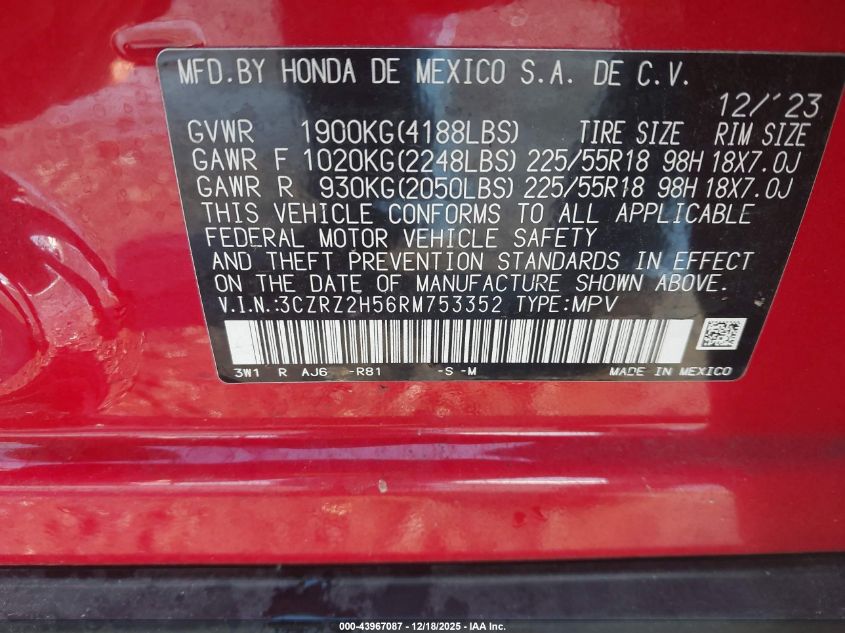 MFD.BY HONDA DE MEXICO S.A. DE C.V.
12/'23
GVWR 1900KG(4188LBS) TIRE SIZE RIM SIZE
GAWR F 1020KG(2248LBS) 225/55R18 98H 18X7.0J
GAWR R 930KG(2050LBS) 225/55R18 98H 18X7.0J
THIS VEHICLE CONFORMS TO ALL APPLICABLE
FEDERAL MOTOR VEHICLE SAFETY
AND THEFT PREVENTION STANDARDS IN EFFECT
ON THE DATE OF MANUFACTURE SHOWN ABOVE.
V.I.N.:3CZRZ2H56RM753352 TYPE:MPV
3W1 R AJ6 -R81 -S -M MADE IN MEXICO
000-43967087 - 12/18/2025 - IAA Inc.